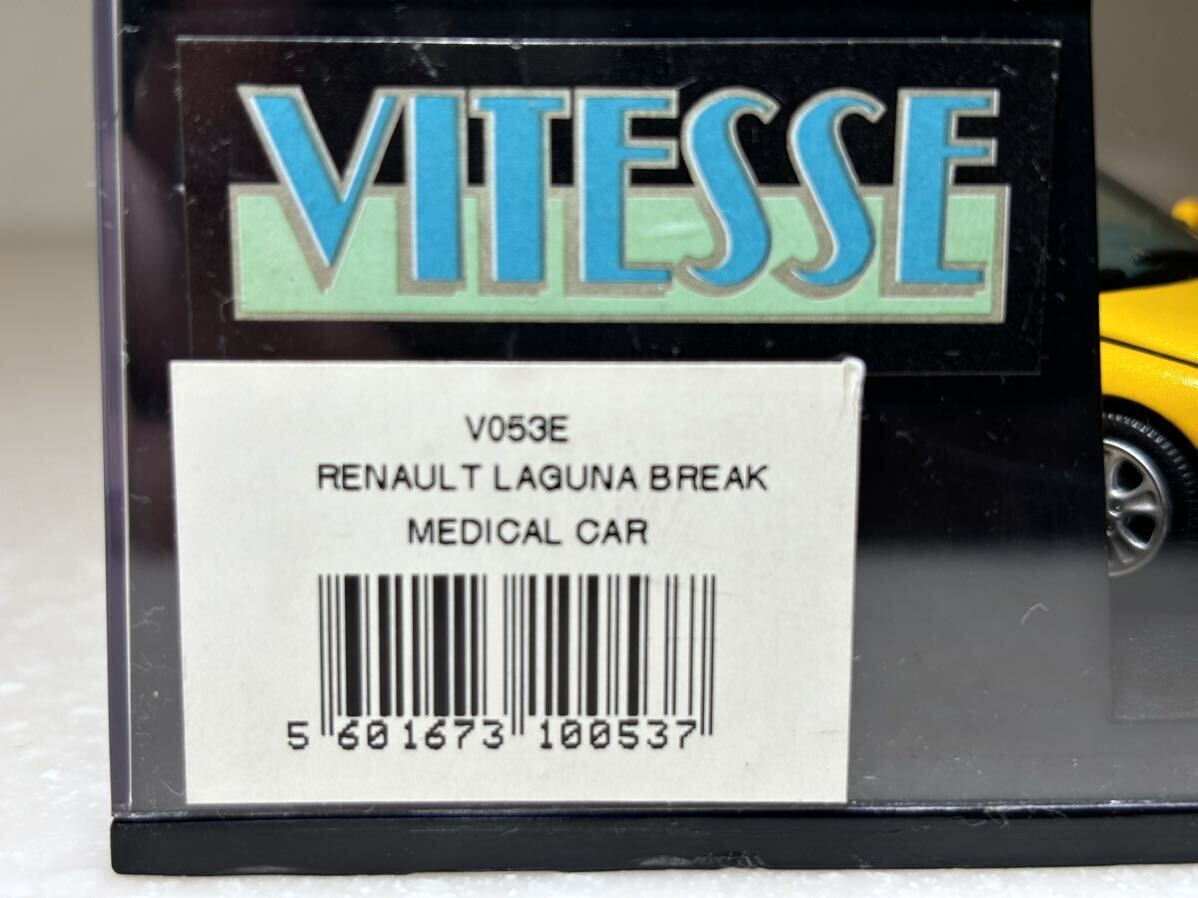 VITESSE
V053E
RENAULT LAGUNA BREAK
MEDICAL CAR
5 601673 100537